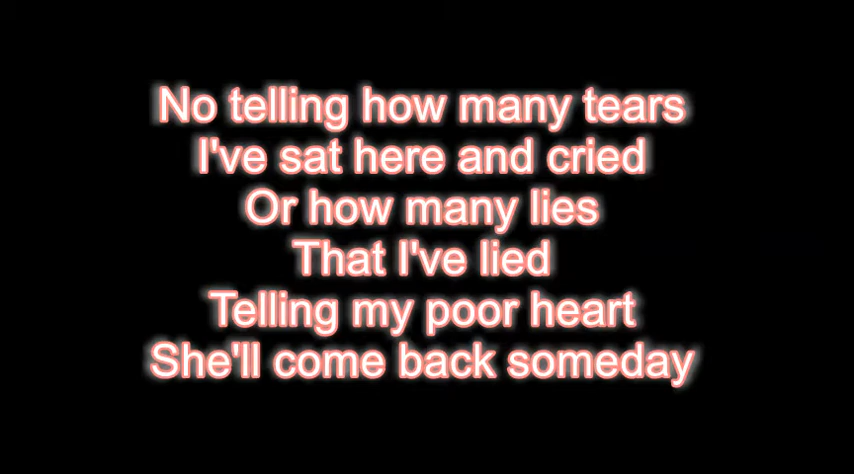 No telling how many tears
I've sat here and cried
Or how many lies
That I've lied
Telling my poor heart
She'll come back someday